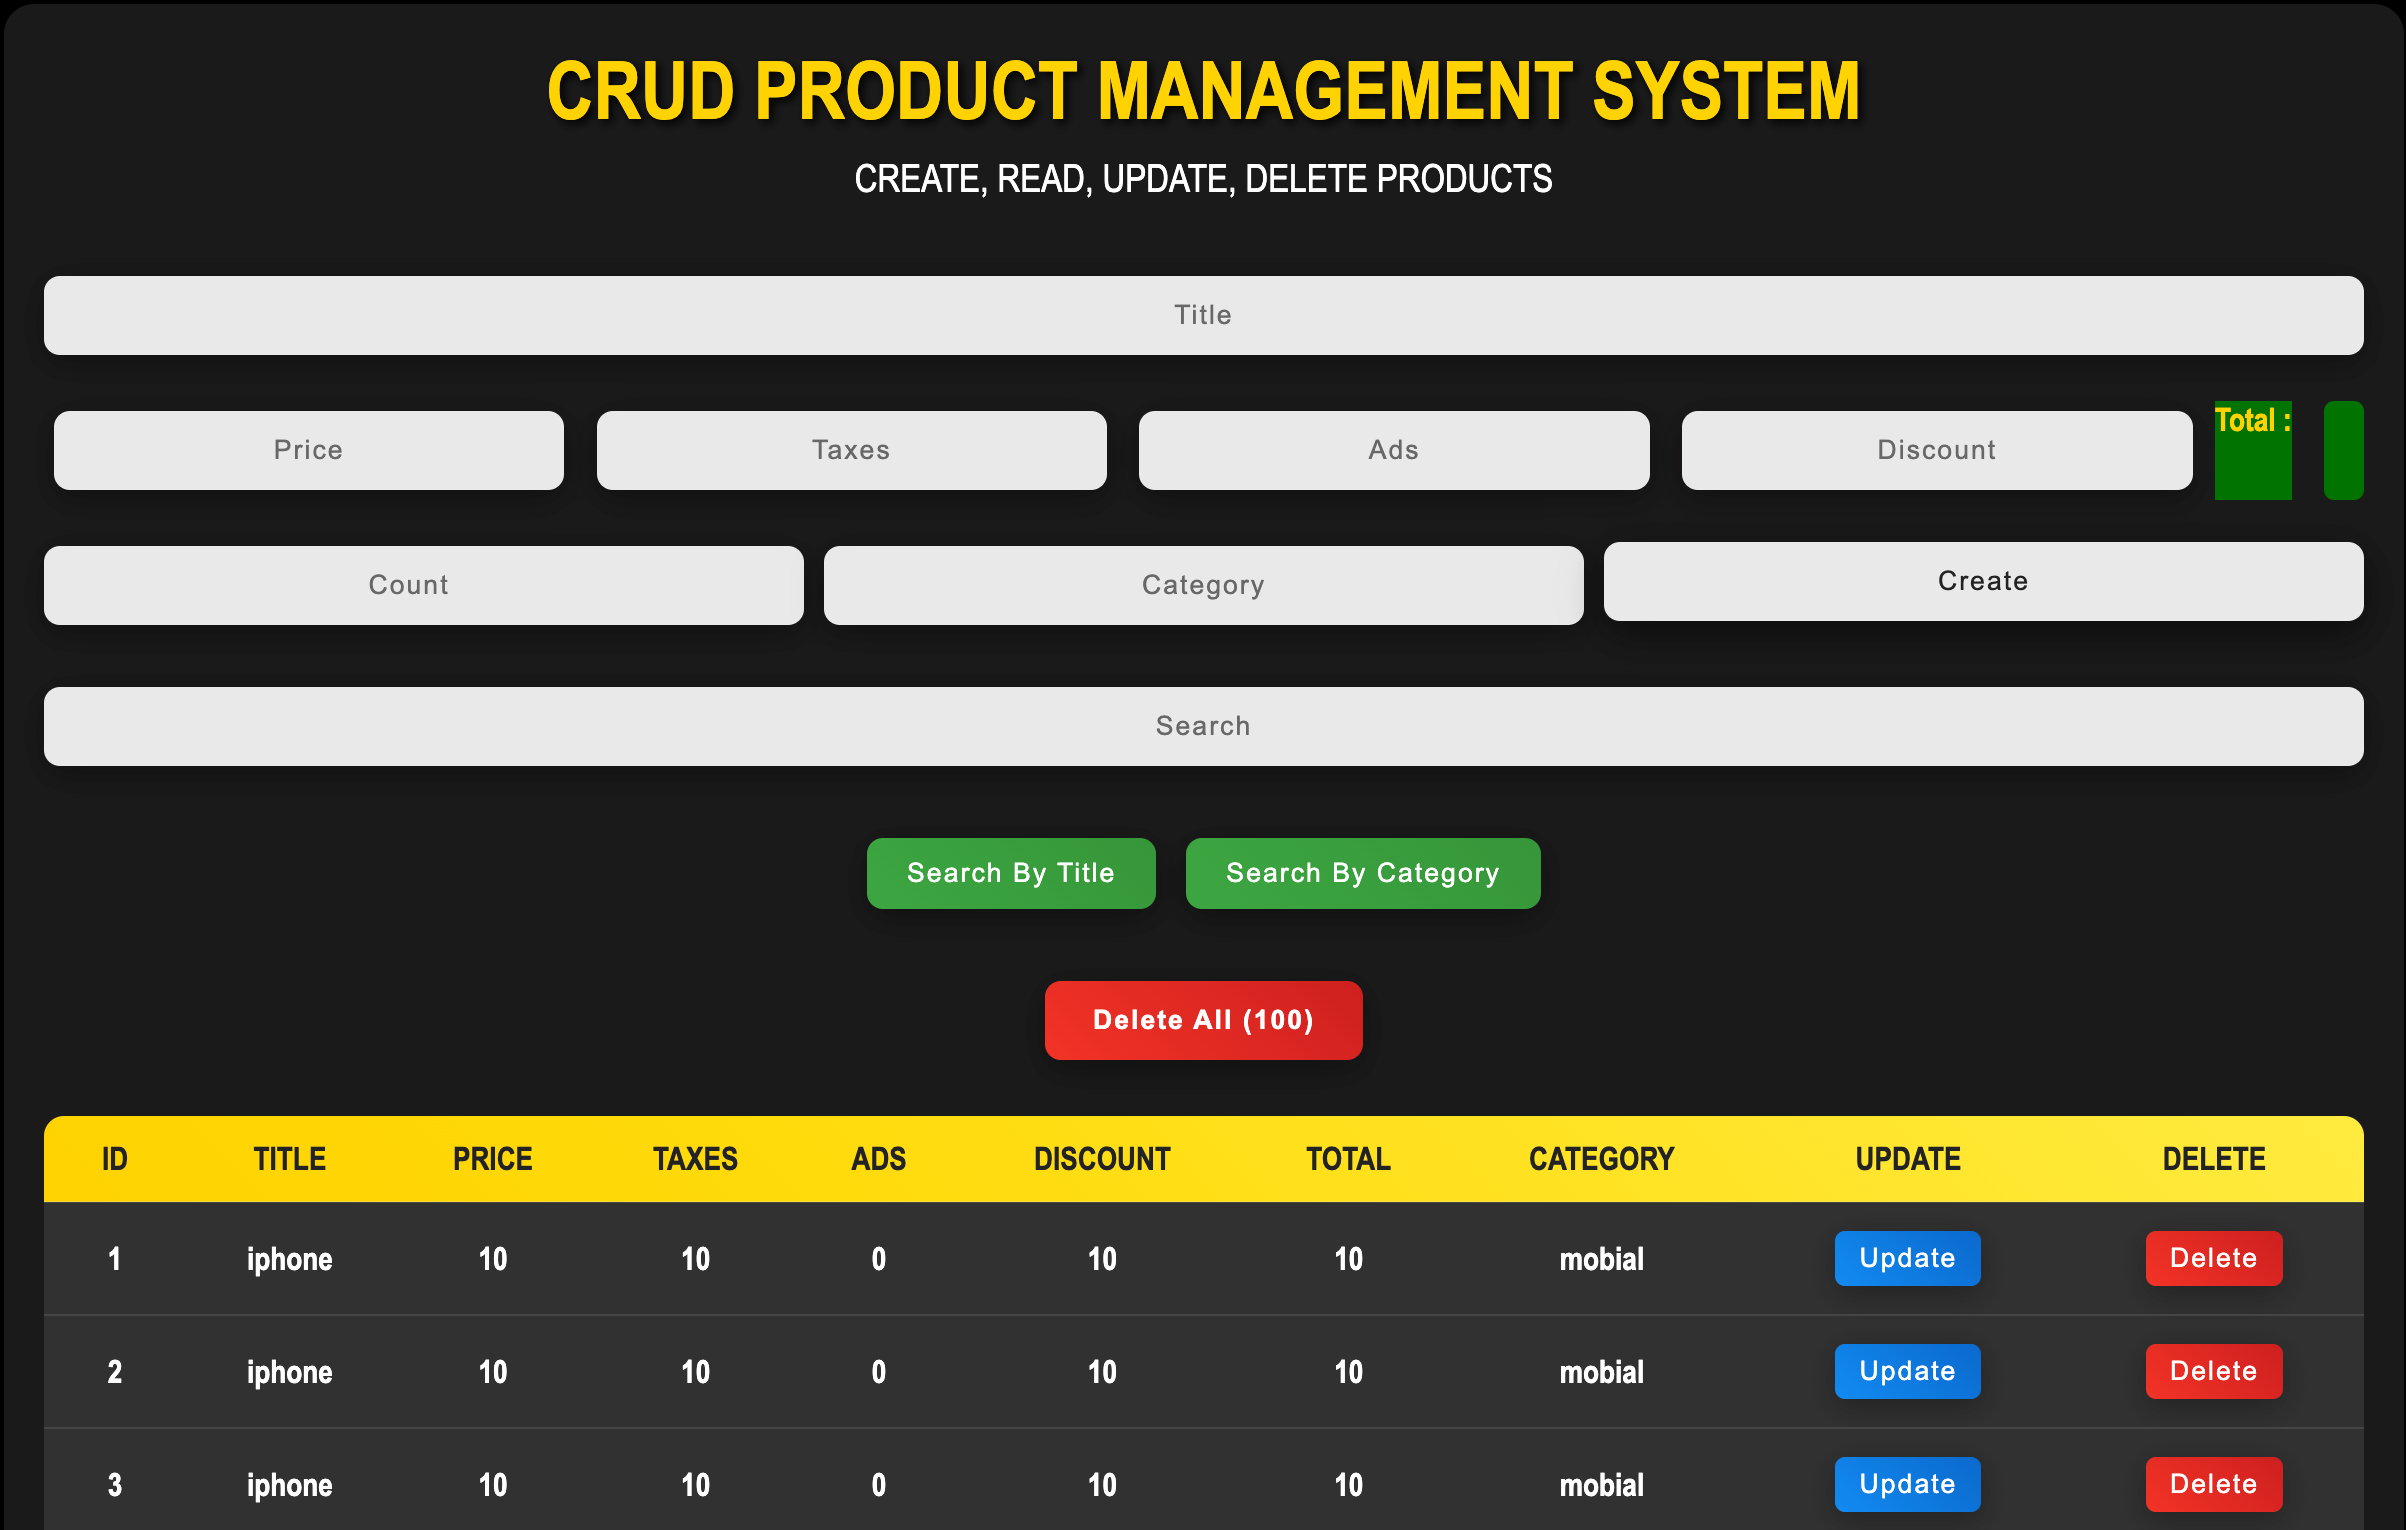 CRUD PRODUCT MANAGEMENT SYSTEM
CREATE, READ, UPDATE, DELETE PRODUCTS
Title
Price Taxes Ads Discount Total :
Count Category Create
Search
Search By Title Search By Category
Delete All (100)
ID TITLE PRICE TAXES ADS DISCOUNT TOTAL CATEGORY UPDATE DELETE
1 iphone 10 10 0 10 10 mobial Update Delete
2 iphone 10 10 0 10 10 mobial Update Delete
3 iphone 10 10 0 10 10 mobial Update Delete